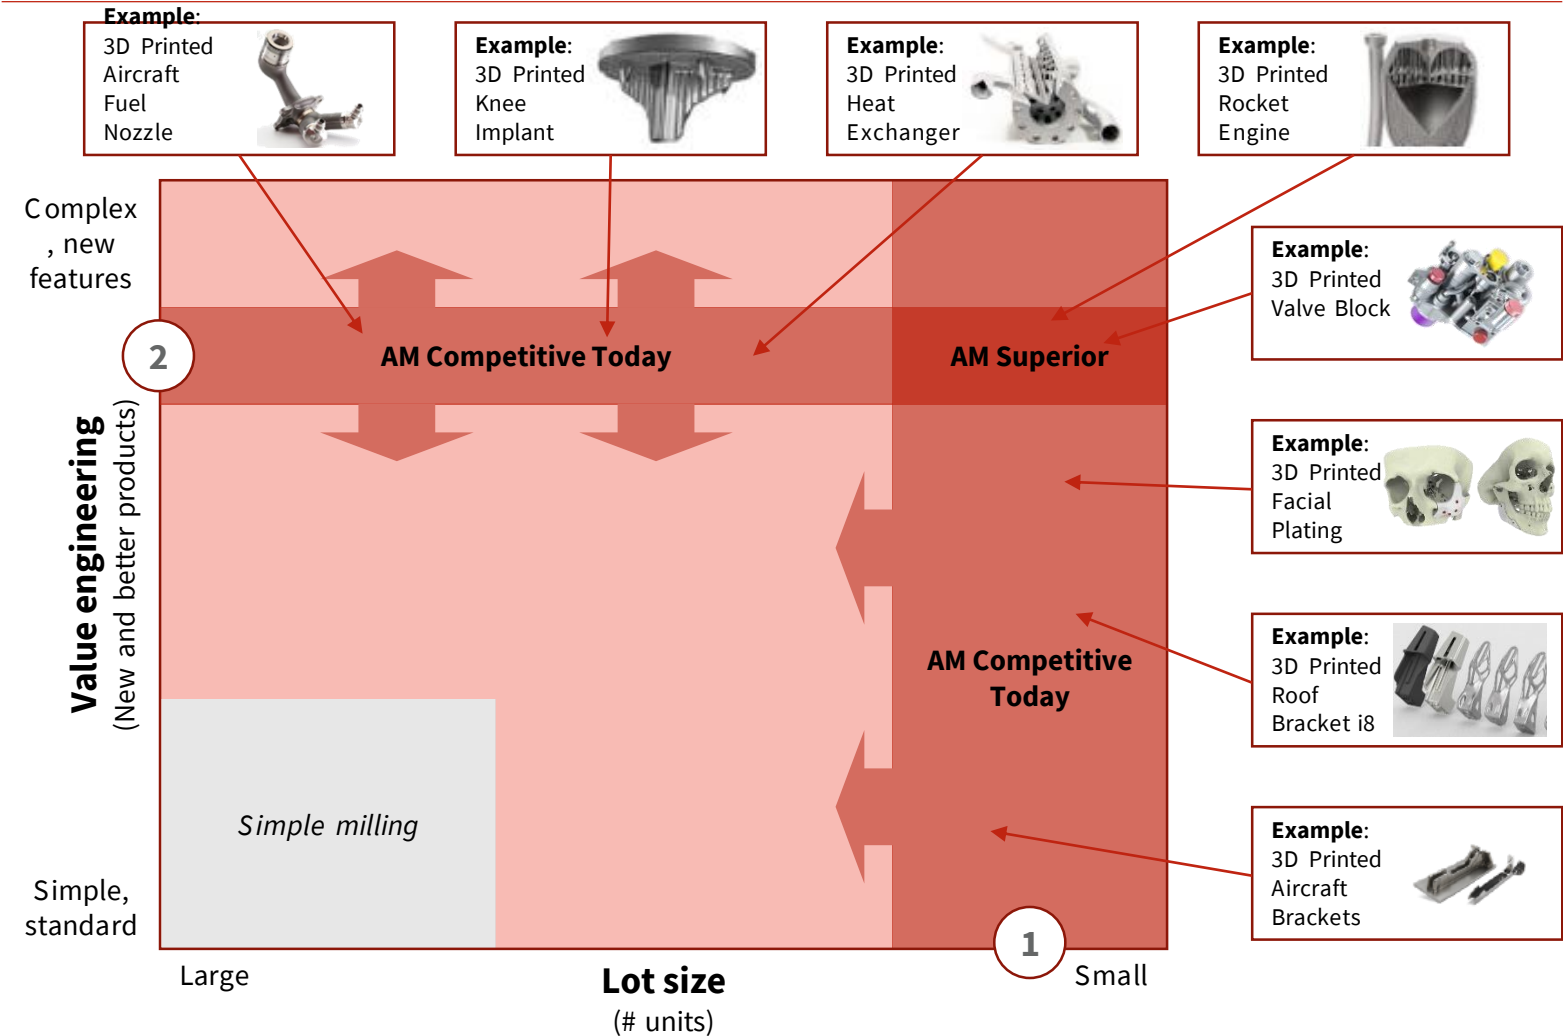 Example:
3D Printed
Aircraft
Fuel
Nozzle
Example:
3D Printed
Knee
Implant
Example:
3D Printed
Heat
Exchanger
Example:
3D Printed
Rocket
Engine
Complex
, new
features
Example:
3D Printed
Valve Block
2
AM Competitive Today
AM Superior
Value engineering
(New and better products)
Example:
3D Printed
Facial
Plating
AM Competitive
Today
Example:
3D Printed
Roof
Bracket i8
Simple milling
Example:
3D Printed
Aircraft
Brackets
Simple,
standard
1
Large
Lot size
(# units)
Small